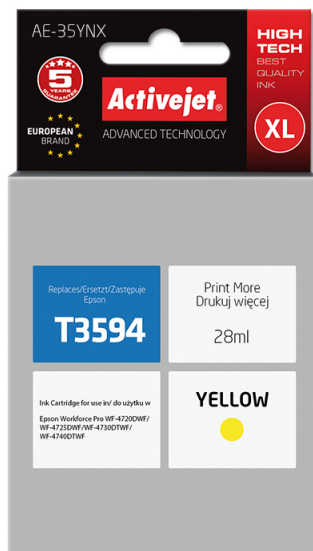 AE-35YNX
HIGH
TECH
BEST
QUALITY
INK
5
YEARS
GUARANTEE
Activejet®
EUROPEAN
BRAND
ADVANCED TECHNOLOGY
XL
Replaces/Ersetzt/Zastępuje
Epson
T3594
Print More
Drukuj więcej
28ml
Ink Cartridge for use in/ do użytku w
Epson Workforce Pro WF-4720DWF/
WF-4725DWF/WF-4730DTWF/
WF-4740DTWF
YELLOW